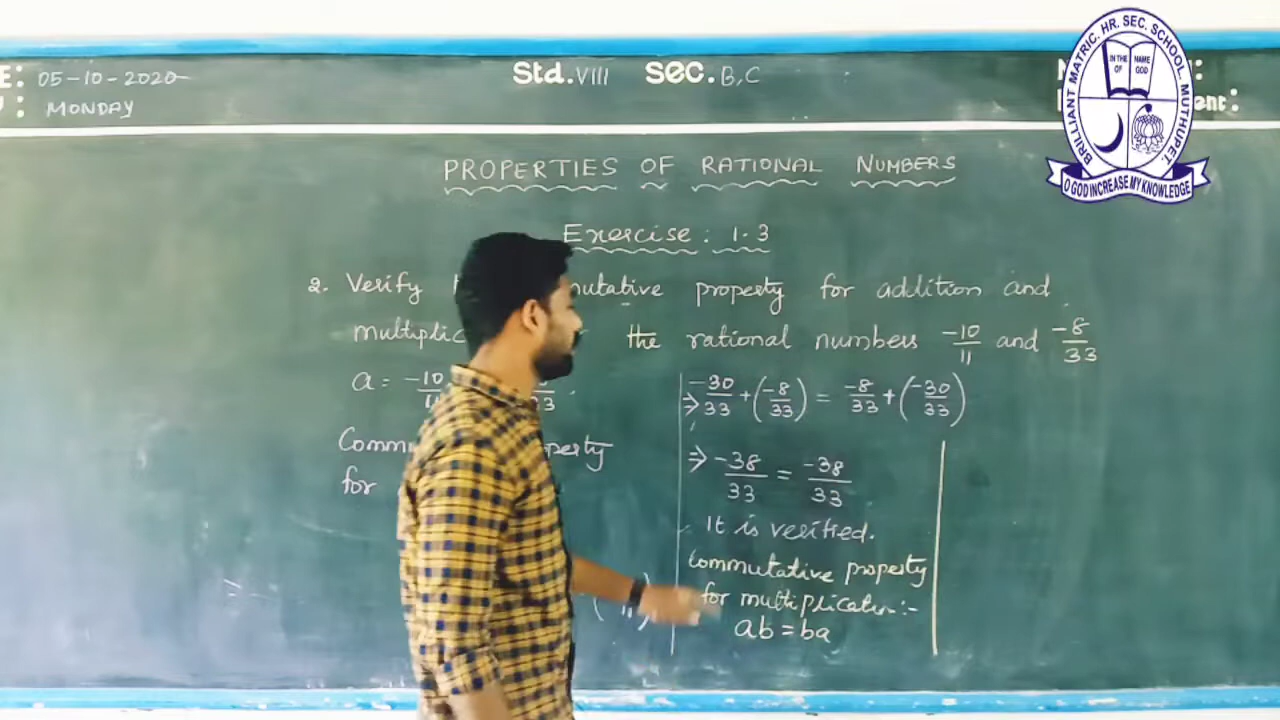 E: 05-10-2020
: MONDAY
Std. VIII Sec. B, C
ent:
BRILLIANT MATRIC. HR. SEC. SCHOOL, MUTHUPET.
IN THE NAME
OF GOD
O GOD INCREASE MY KNOWLEDGE
PROPERTIES OF RATIONAL NUMBERS
Exercise: 1.3
2. Verify mutative property for addition and
multiplic the rational numbers -10/11 and -8/33
a = -10/11
Comm perty
for
⇒ -30/33 + (-8/33) = -8/33 + (-30/33)
⇒ -38/33 = -38/33
It is verified.
Commutative property
for multiplication:-
ab = ba